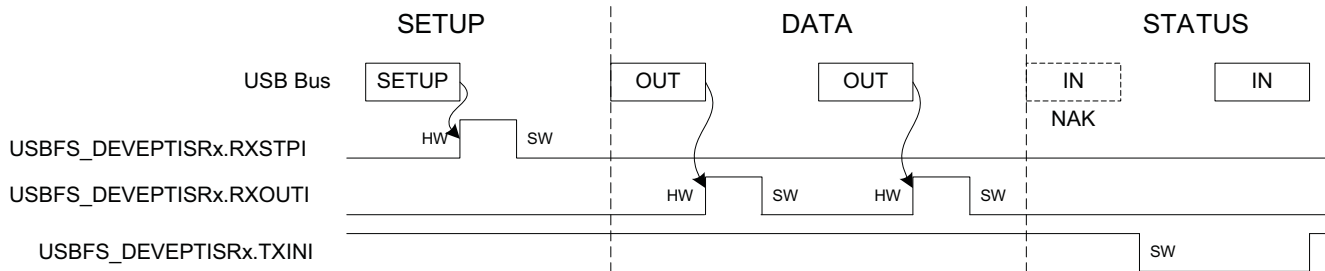 SETUP DATA STATUS
USB Bus SETUP OUT OUT IN IN
NAK
HW SW
USBFS_DEVEPTISRx.RXSTPI
USBFS_DEVEPTISRx.RXOUTI HW SW HW SW
USBFS_DEVEPTISRx.TXINI SW